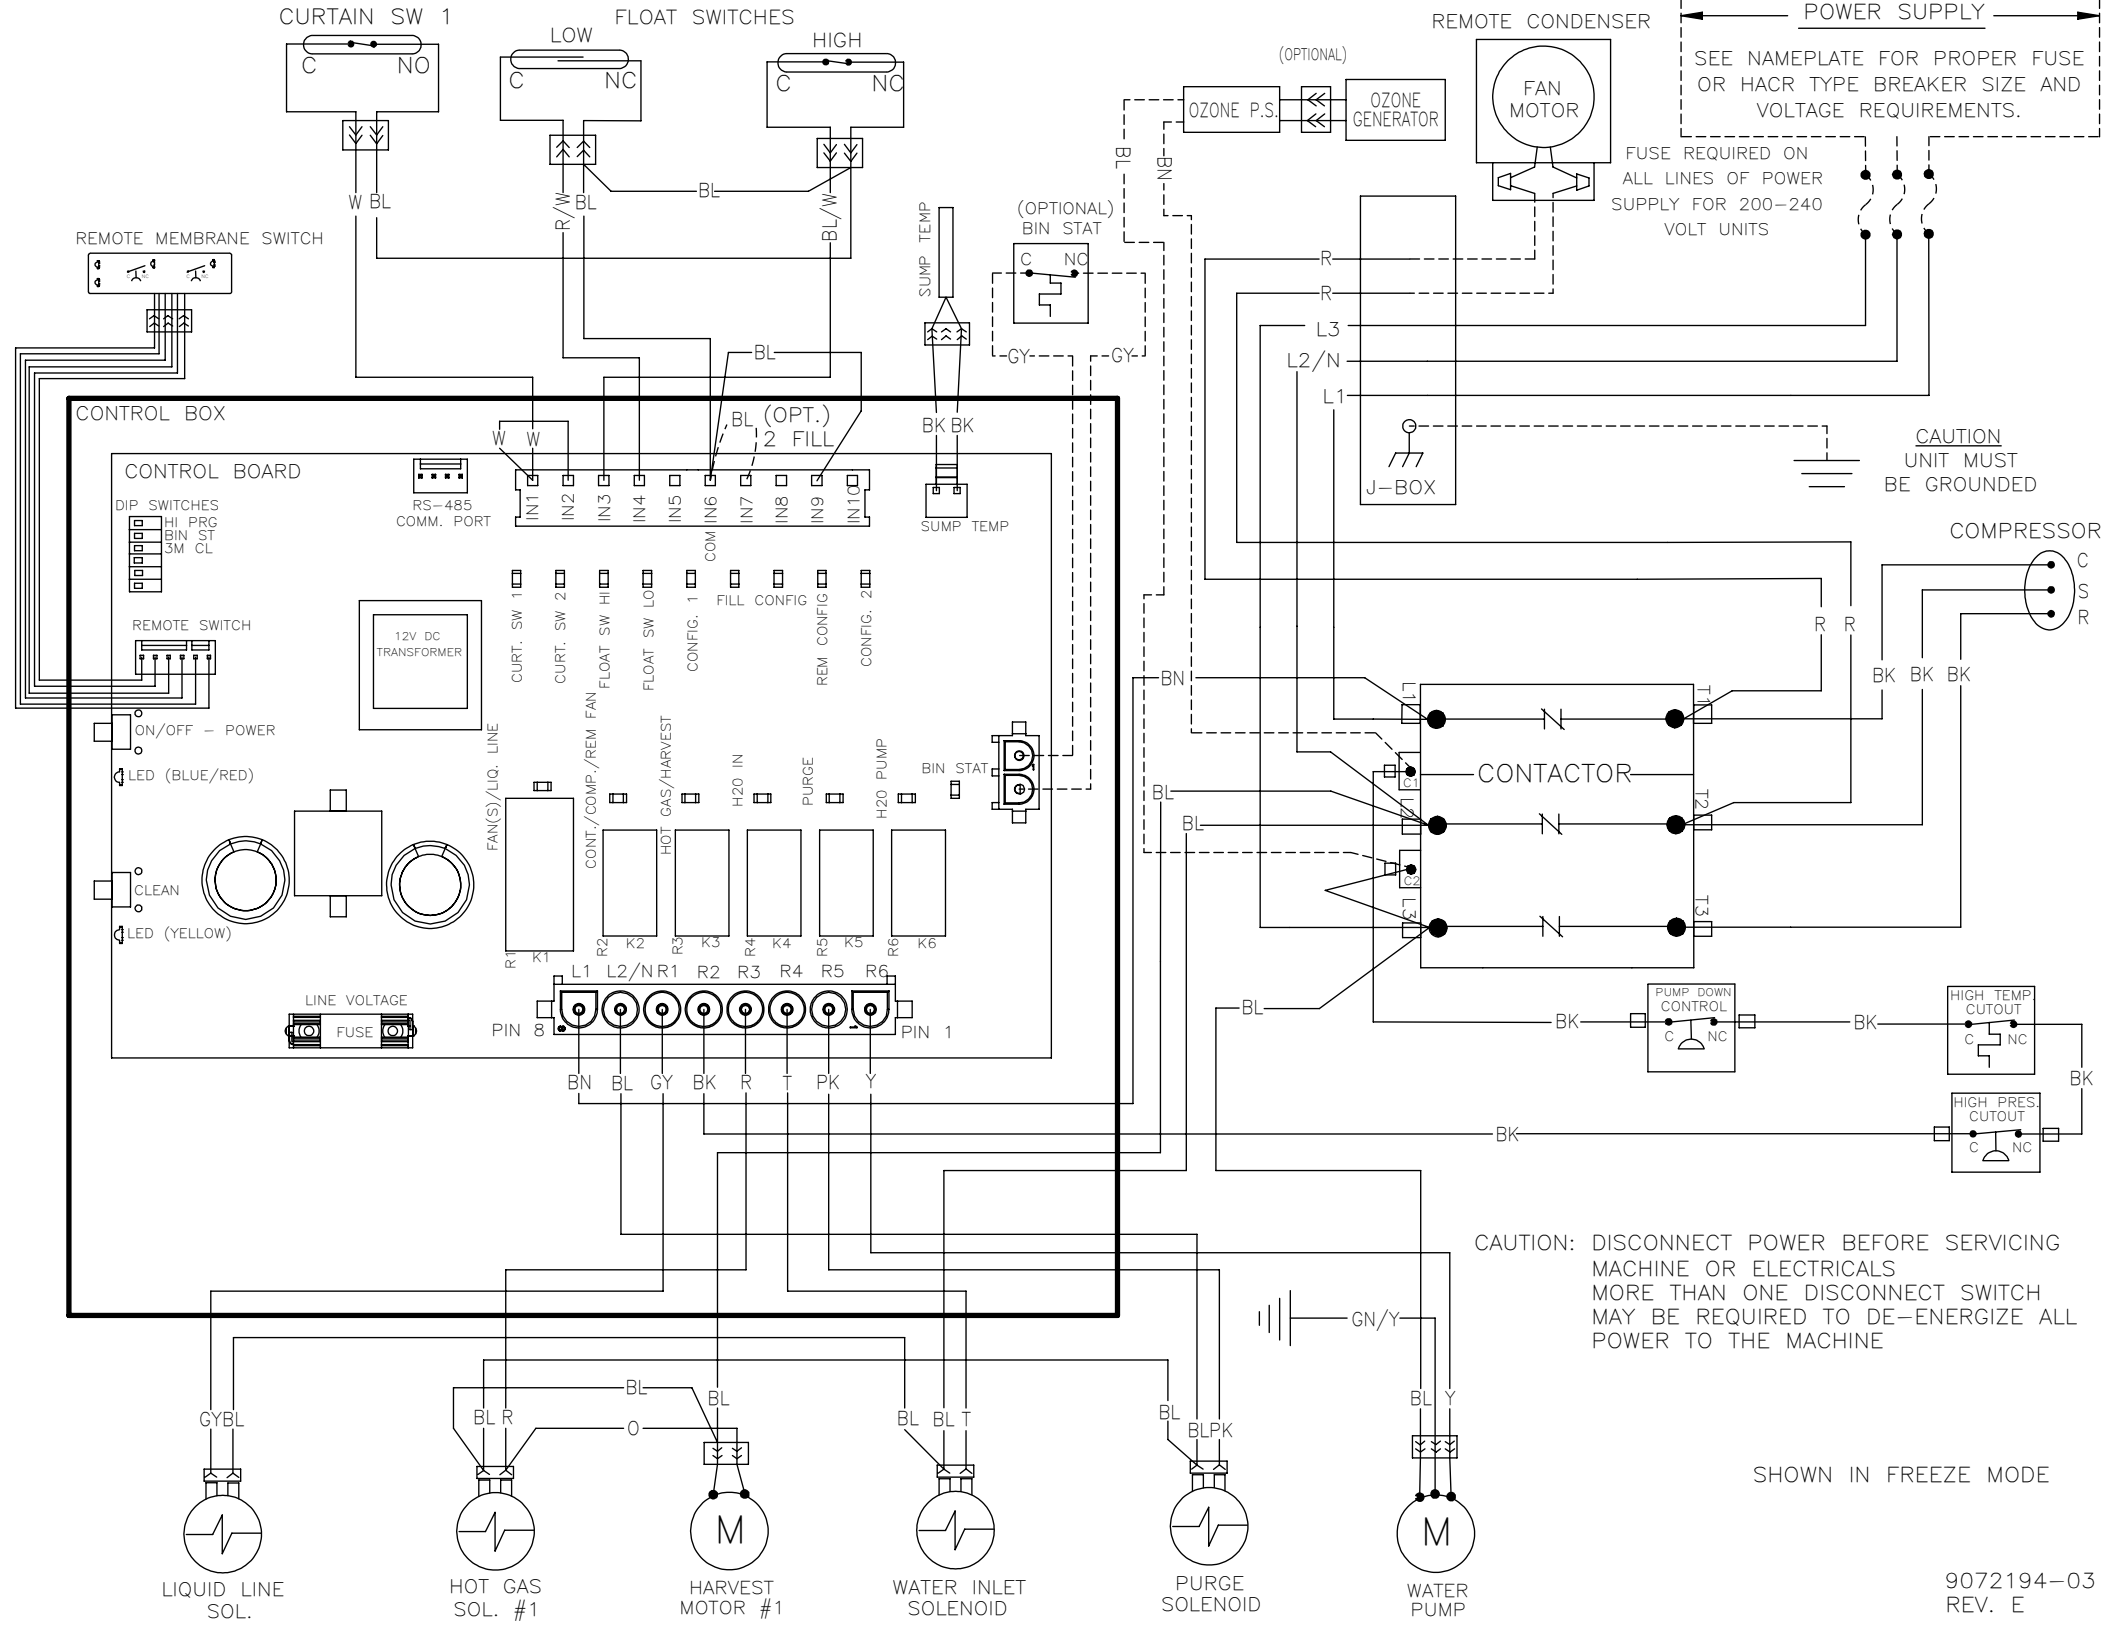 CURTAIN SW 1
C
NO
FLOAT SWITCHES
LOW
C
NC
HIGH
C
NC
W
BL
R/W
BL
BL
BL/W
REMOTE MEMBRANE SWITCH
C NC
C NC
SUMP TEMP
(OPTIONAL)
BIN STAT
C
NC
GY
GY
BL
BN
(OPTIONAL)
OZONE P.S.
OZONE
GENERATOR
REMOTE CONDENSER
FAN
MOTOR
POWER SUPPLY
SEE NAMEPLATE FOR PROPER FUSE
OR HACR TYPE BREAKER SIZE AND
VOLTAGE REQUIREMENTS.
FUSE REQUIRED ON
ALL LINES OF POWER
SUPPLY FOR 200-240
VOLT UNITS
R
R
L3
L2/N
L1
J-BOX
CAUTION
UNIT MUST
BE GROUNDED
COMPRESSOR
C
S
R
R
R
BK
BK
BK
CONTROL BOX
BL
W
W
BL
(OPT.)
2 FILL
BK
BK
CONTROL BOARD
DIP SWITCHES
HI PRG
BIN ST
3M CL
RS-485
COMM. PORT
IN1
IN2
IN3
IN4
IN5
IN6
IN7
IN8
IN9
IN10
COM
SUMP TEMP
CURT. SW 1
CURT. SW 2
FLOAT SW HI
FLOAT SW LO
CONFIG. 1
FILL CONFIG
REM CONFIG
CONFIG. 2
REMOTE SWITCH
12V DC
TRANSFORMER
ON/OFF - POWER
LED (BLUE/RED)
CLEAN
LED (YELLOW)
FAN(S)/LIQ. LINE
CONT./COMP./REM FAN
HOT GAS/HARVEST
H20 IN
PURGE
H20 PUMP
BIN STAT
1
R1
K1
R2
K2
R3
K3
R4
K4
R5
K5
R6
K6
LINE VOLTAGE
FUSE
L1
L2/N
R1
R2
R3
R4
R5
R6
PIN 8
8
1
PIN 1
BN
BL
GY
BK
R
T
PK
Y
BN
BL
BL
BL
L1
C1
L2
C2
L3
CONTACTOR
T1
T2
T3
BK
PUMP DOWN
CONTROL
C
NC
BK
HIGH TEMP.
CUTOUT
C
NC
BK
HIGH PRES.
CUTOUT
C
NC
BK
CAUTION: DISCONNECT POWER BEFORE SERVICING
MACHINE OR ELECTRICALS
MORE THAN ONE DISCONNECT SWITCH
MAY BE REQUIRED TO DE-ENERGIZE ALL
POWER TO THE MACHINE
GN/Y
GY
BL
BL
R
BL
O
BL
BL
BL
T
BL
BL
PK
BL
Y
M
M
LIQUID LINE
SOL.
HOT GAS
SOL. #1
HARVEST
MOTOR #1
WATER INLET
SOLENOID
PURGE
SOLENOID
WATER
PUMP
SHOWN IN FREEZE MODE
9072194-03
REV. E